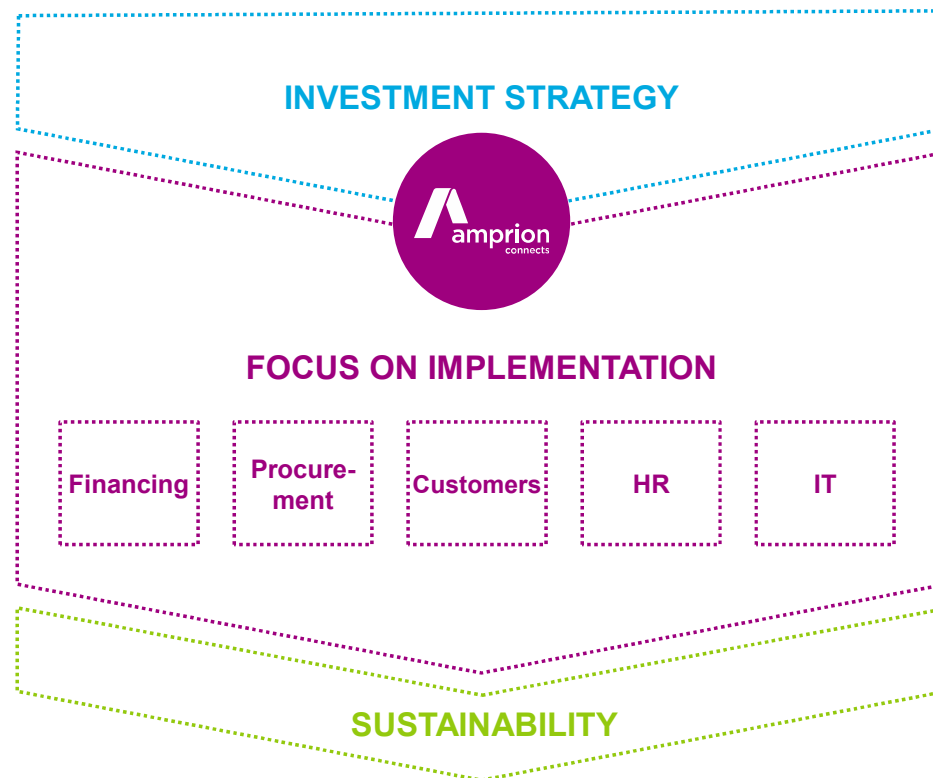 INVESTMENT STRATEGY
amprion
connects
FOCUS ON IMPLEMENTATION
Financing
Procure-
ment
Customers
HR
IT
SUSTAINABILITY